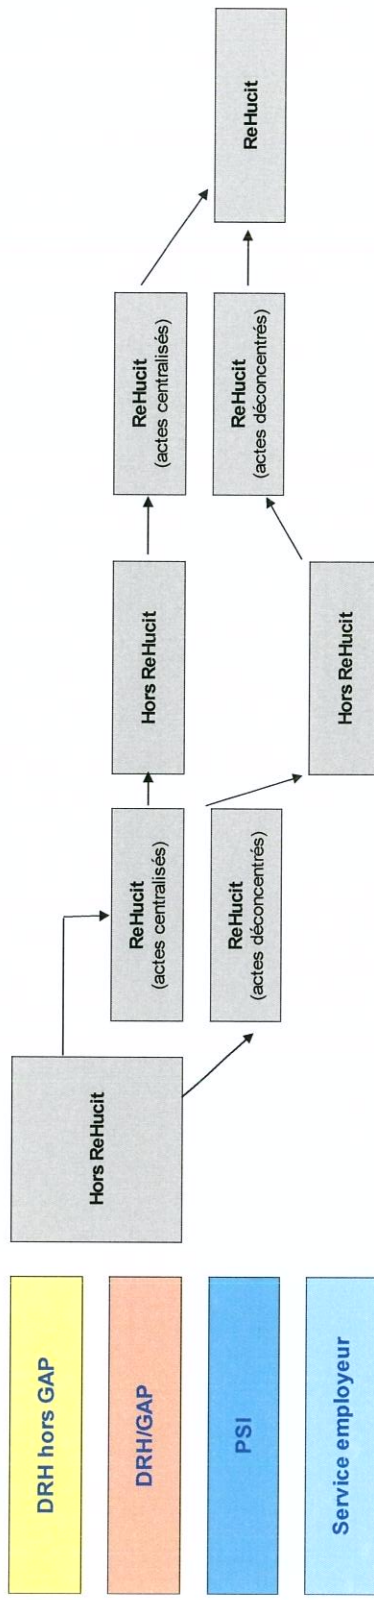 DRH hors GAP
DRH/GAP
PSI
Service employeur
Hors ReHucit
ReHucit
(actes centralisés)
ReHucit
(actes déconcentrés)
Hors ReHucit
Hors ReHucit
ReHucit
(actes centralisés)
ReHucit
(actes déconcentrés)
ReHucit